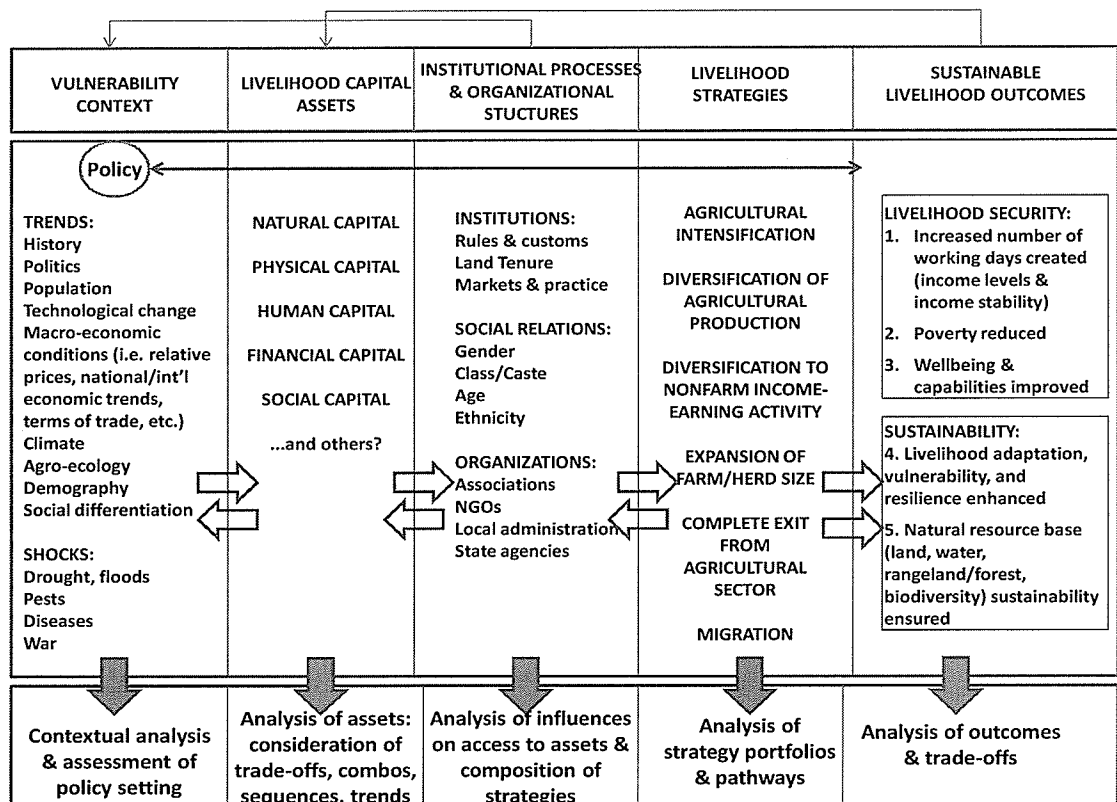 VULNERABILITY
CONTEXT
LIVELIHOOD CAPITAL
ASSETS
INSTITUTIONAL PROCESSES
& ORGANIZATIONAL
STUCTURES
LIVELIHOOD
STRATEGIES
SUSTAINABLE
LIVELIHOOD OUTCOMES
Policy
TRENDS:
History
Politics
Population
Technological change
Macro-economic
conditions (i.e. relative
prices, national/int'l
economic trends,
terms of trade, etc.)
Climate
Agro-ecology
Demography
Social differentiation
SHOCKS:
Drought, floods
Pests
Diseases
War
NATURAL CAPITAL
PHYSICAL CAPITAL
HUMAN CAPITAL
FINANCIAL CAPITAL
SOCIAL CAPITAL
...and others?
INSTITUTIONS:
Rules & customs
Land Tenure
Markets & practice
SOCIAL RELATIONS:
Gender
Class/Caste
Age
Ethnicity
ORGANIZATIONS:
Associations
NGOs
Local administration
State agencies
AGRICULTURAL
INTENSIFICATION
DIVERSIFICATION OF
AGRICULTURAL
PRODUCTION
DIVERSIFICATION TO
NONFARM INCOME-
EARNING ACTIVITY
EXPANSION OF
FARM/HERD SIZE
COMPLETE EXIT
FROM
AGRICULTURAL
SECTOR
MIGRATION
LIVELIHOOD SECURITY:
1. Increased number of
working days created
(income levels &
income stability)
2. Poverty reduced
3. Wellbeing &
capabilities improved
SUSTAINABILITY:
4. Livelihood adaptation,
vulnerability, and
resilience enhanced
5. Natural resource base
(land, water,
rangeland/forest,
biodiversity) sustainability
ensured
Contextual analysis
& assessment of
policy setting
Analysis of assets:
consideration of
trade-offs, combos,
sequences, trends
Analysis of influences
on access to assets &
composition of
strategies
Analysis of
strategy portfolios
& pathways
Analysis of outcomes
& trade-offs